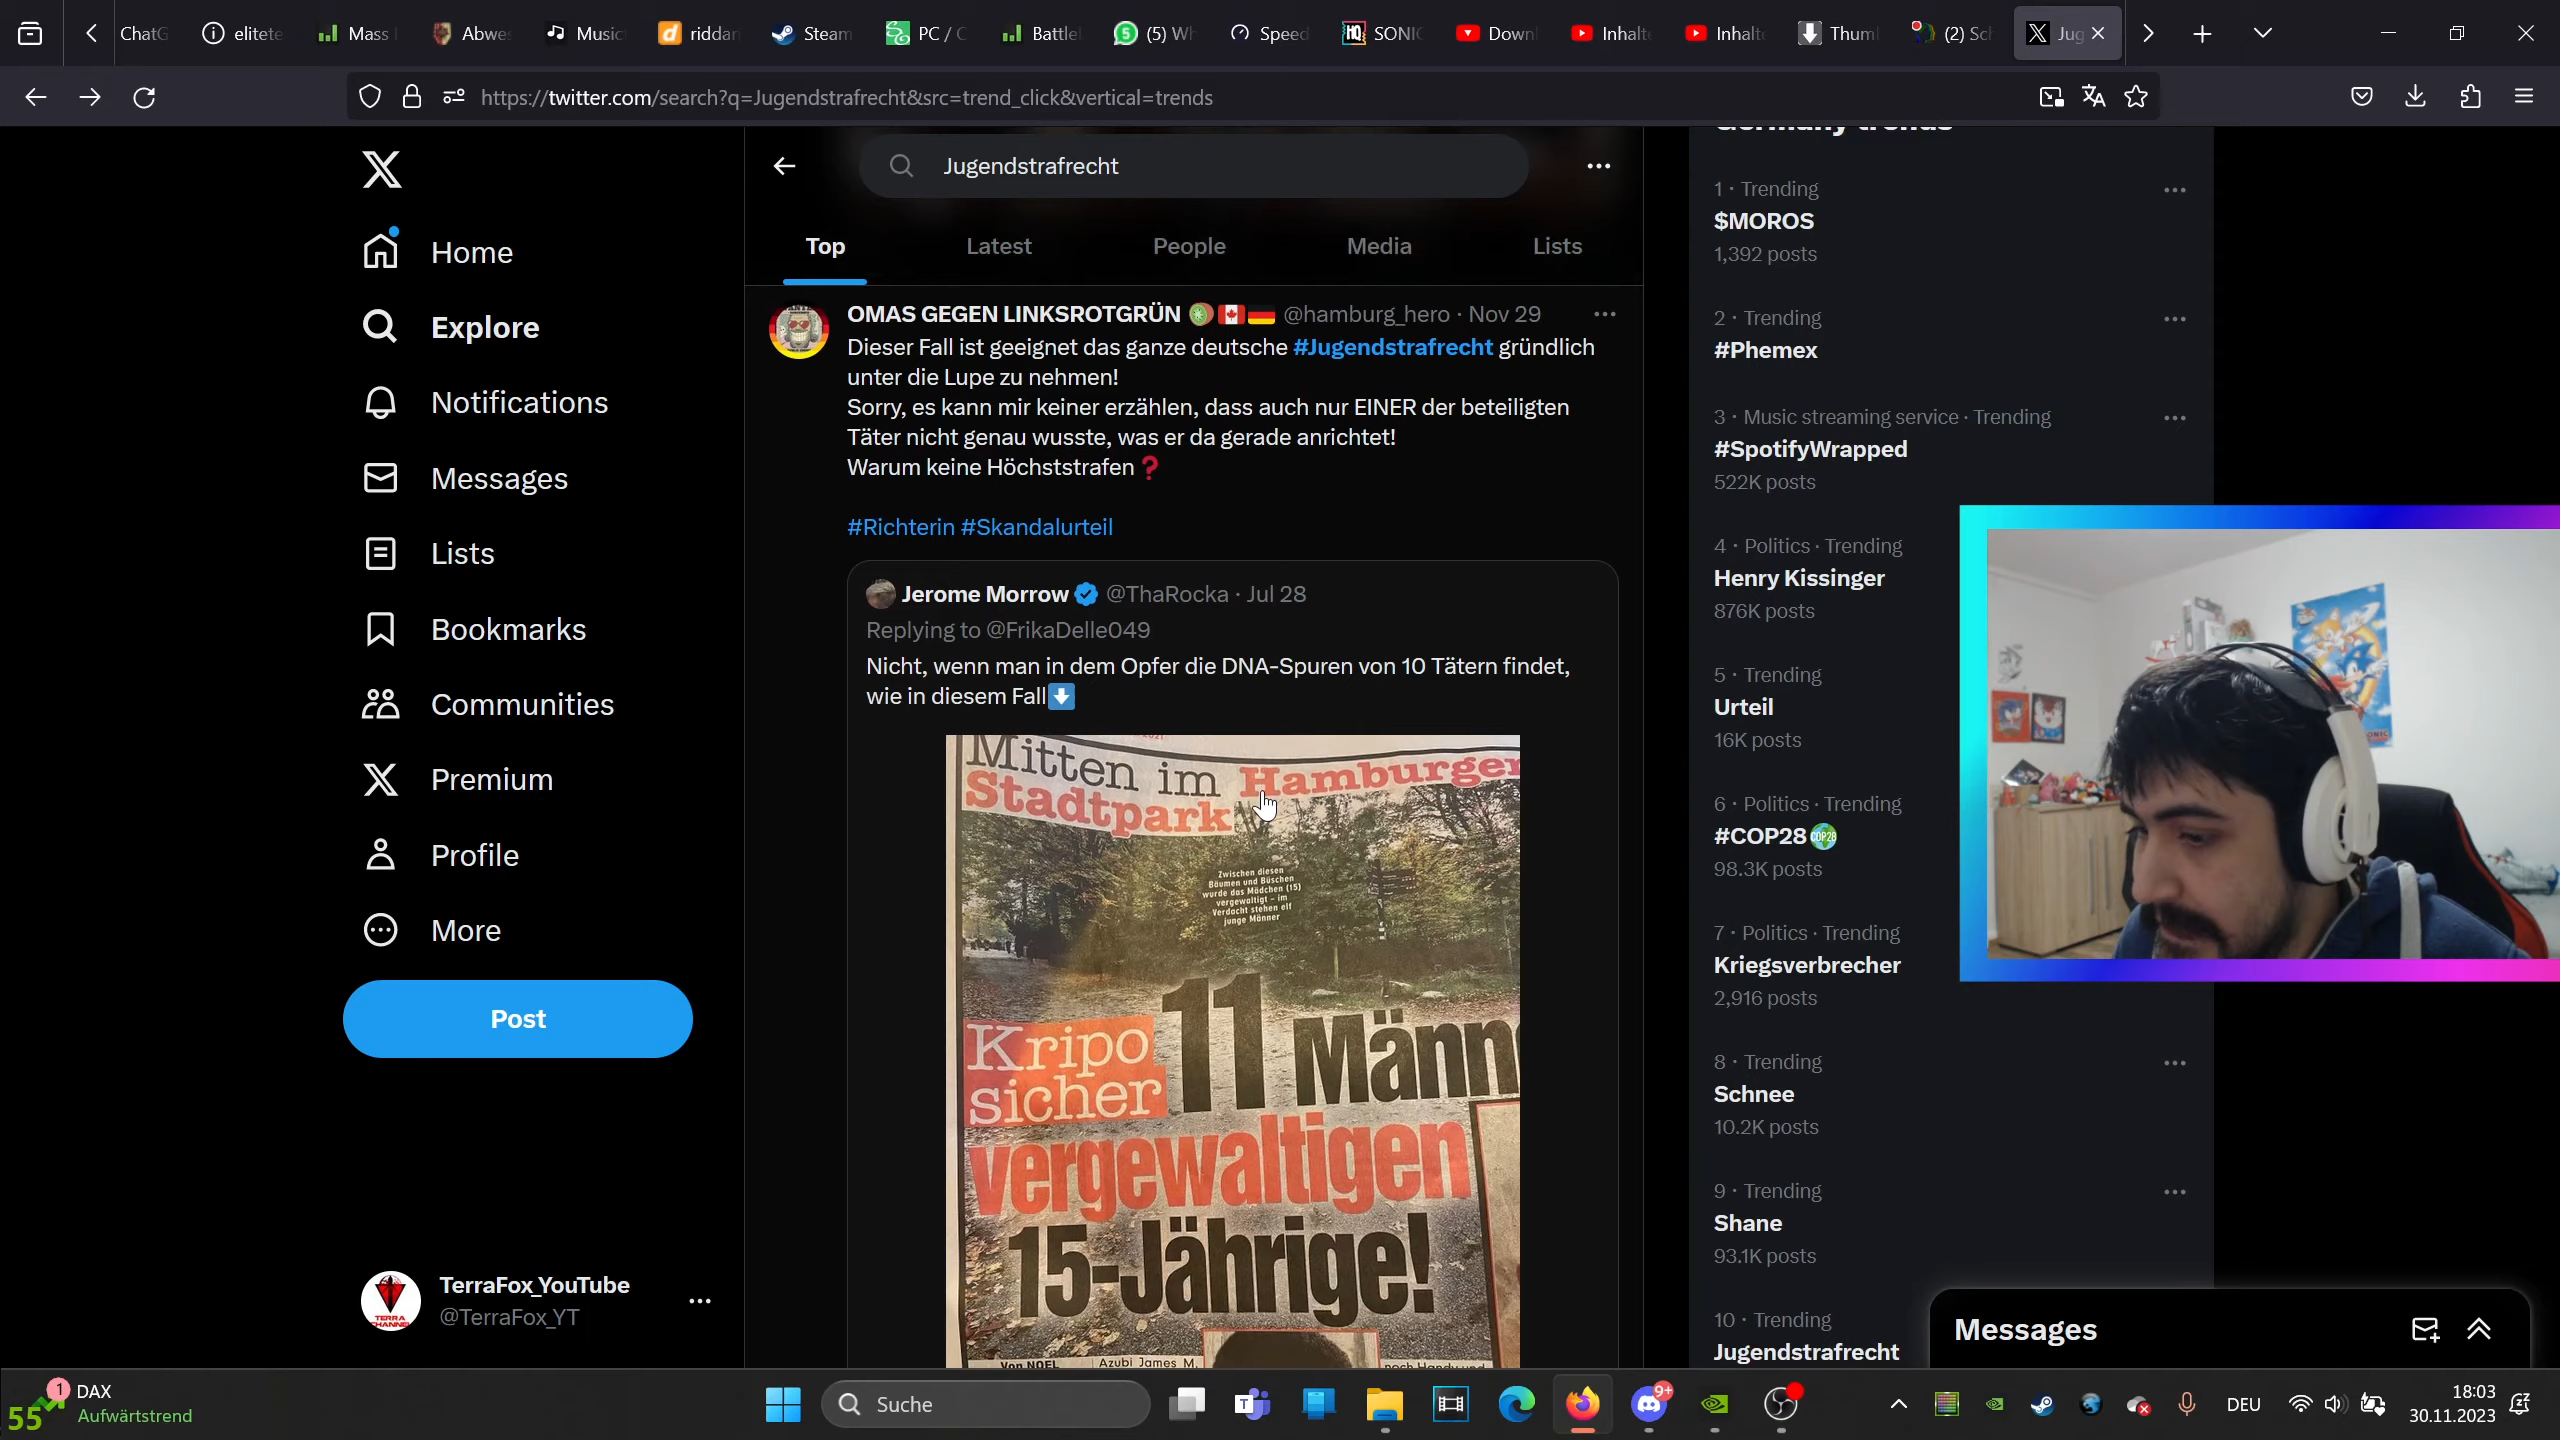 ChatG
elitete
Mass
Abwe
Music
riddar
Steam
PC / C
Battle
(5) Wh
Speed
SONIC
Downl
Inhalt
Inhalt
Thum
(2) Sc
Jug
https://twitter.com/search?q=Jugendstrafrecht&src=trend_click&vertical=trends
Home
Explore
Notifications
Messages
Lists
Bookmarks
Communities
Premium
Profile
More
Post
TerraFox_YouTube
@TerraFox_YT
Jugendstrafrecht
Top Latest People Media Lists
OMAS GEGEN LINKSROTGRÜN @hamburg_hero · Nov 29
Dieser Fall ist geeignet das ganze deutsche #Jugendstrafrecht gründlich
unter die Lupe zu nehmen!
Sorry, es kann mir keiner erzählen, dass auch nur EINER der beteiligten
Täter nicht genau wusste, was er da gerade anrichtet!
Warum keine Höchststrafen❓
#Richterin #Skandalurteil
Jerome Morrow @ThaRocka · Jul 28
Replying to @FrikaDelle049
Nicht, wenn man in dem Opfer die DNA-Spuren von 10 Tätern findet,
wie in diesem Fall⬇️
Mitten im Hamburger
Stadtpark
Zwischen diesen
Bäumen und Büschen
wurde das Mädchen (15)
vergewaltigt – im
Verdacht stehen elf
junge Männer
Kripo
sicher
11 Männ
vergewaltigen
15-Jährige!
Von NOEL
Azubi James M.
noch Handy und
Germany trends
1 · Trending
$MOROS
1,392 posts
2 · Trending
#Phemex
3 · Music streaming service · Trending
#SpotifyWrapped
522K posts
4 · Politics · Trending
Henry Kissinger
876K posts
5 · Trending
Urteil
16K posts
6 · Politics · Trending
#COP28
98.3K posts
7 · Politics · Trending
Kriegsverbrecher
2,916 posts
8 · Trending
Schnee
10.2K posts
9 · Trending
Shane
93.1K posts
10 · Trending
Jugendstrafrecht
Messages
1
55
DAX
Aufwärtstrend
Suche
9+
DEU
18:03
30.11.2023